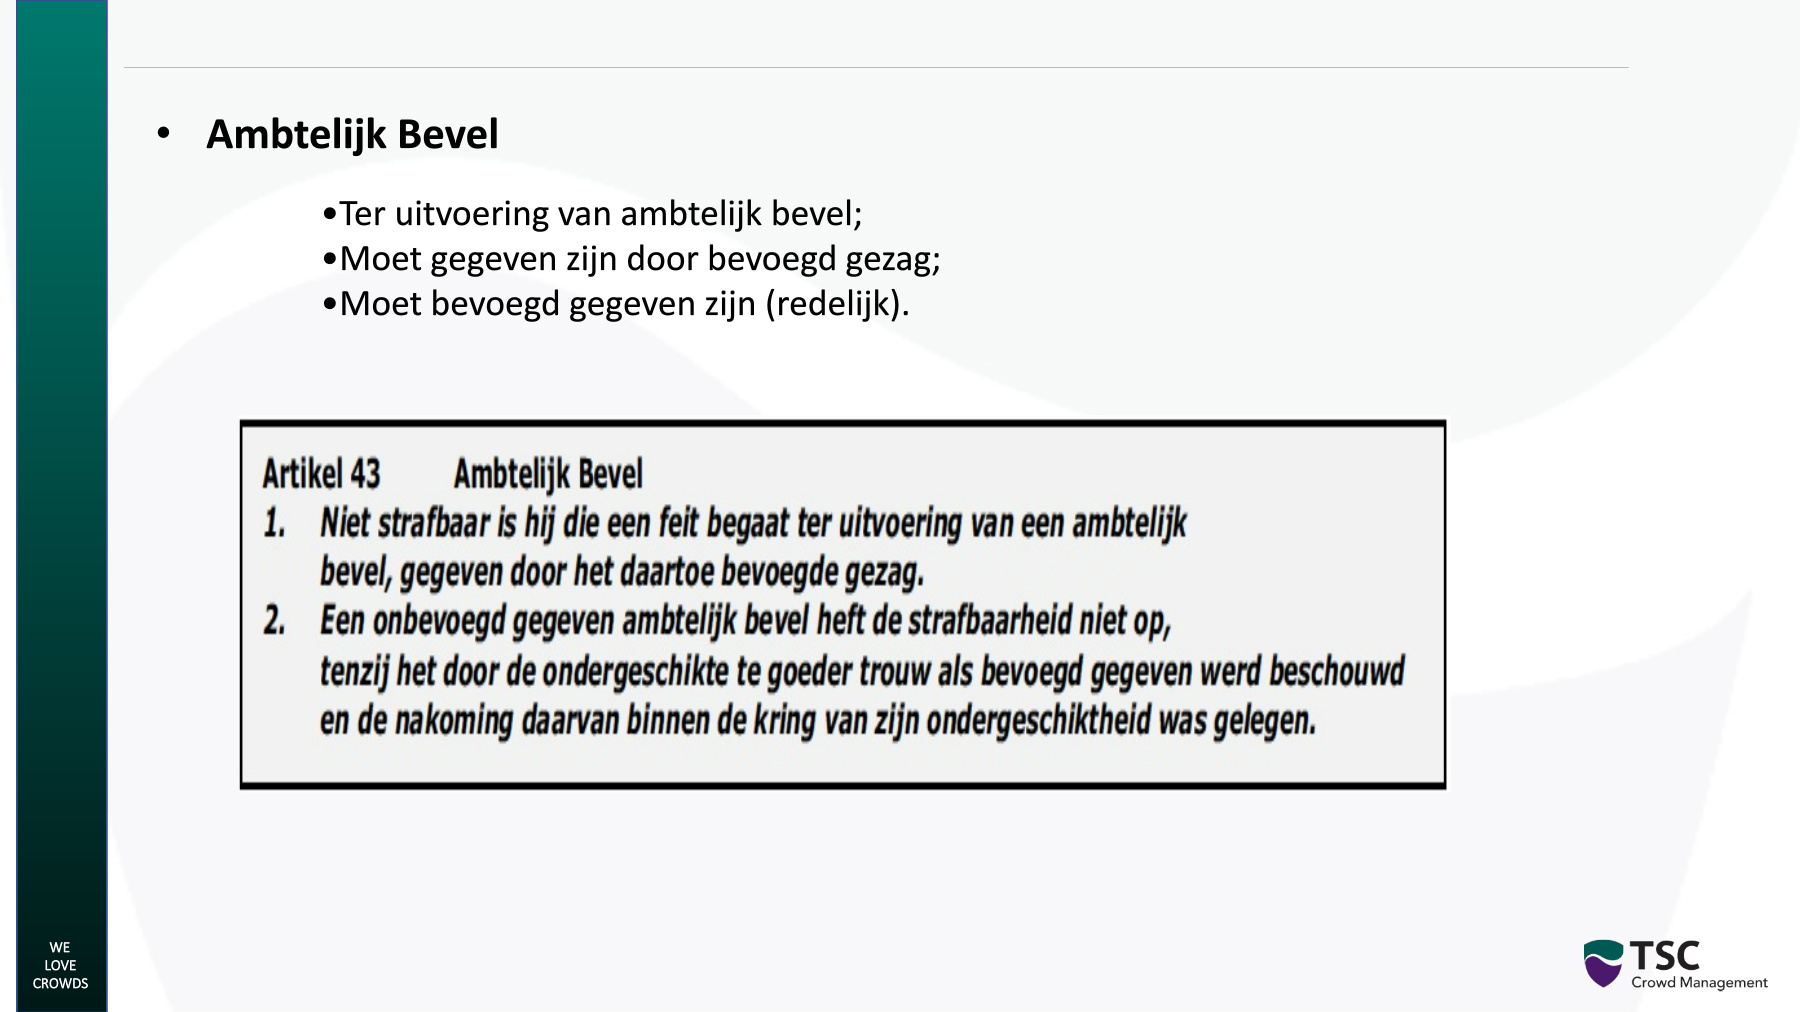 • Ambtelijk Bevel
•Ter uitvoering van ambtelijk bevel;
•Moet gegeven zijn door bevoegd gezag;
•Moet bevoegd gegeven zijn (redelijk).
Artikel 43 Ambtelijk Bevel
1. Niet strafbaar is hij die een feit begaat ter uitvoering van een ambtelijk
bevel, gegeven door het daartoe bevoegde gezag.
2. Een onbevoegd gegeven ambtelijk bevel heft de strafbaarheid niet op,
tenzij het door de ondergeschikte te goeder trouw als bevoegd gegeven werd beschouwd
en de nakoming daarvan binnen de kring van zijn ondergeschiktheid was gelegen.
WE
LOVE
CROWDS
TSC
Crowd Management